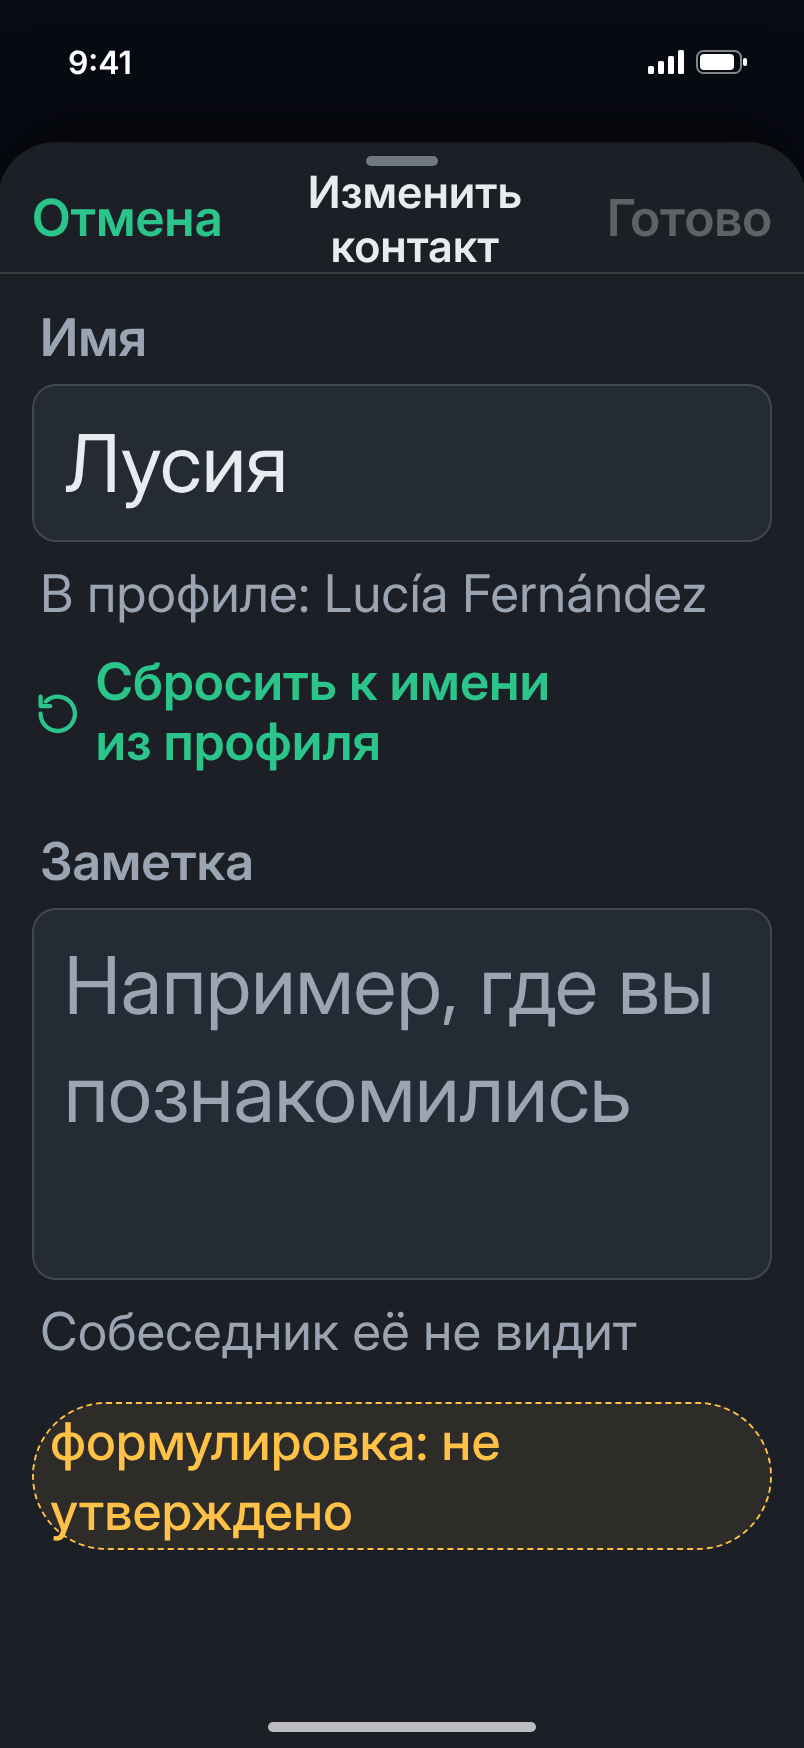 9:41
Отмена
Изменить
контакт
Готово
Имя
Лусия
В профиле: Lucía Fernández
Сбросить к имени
из профиля
Заметка
Например, где вы
познакомились
Собеседник её не видит
формулировка: не
утверждено